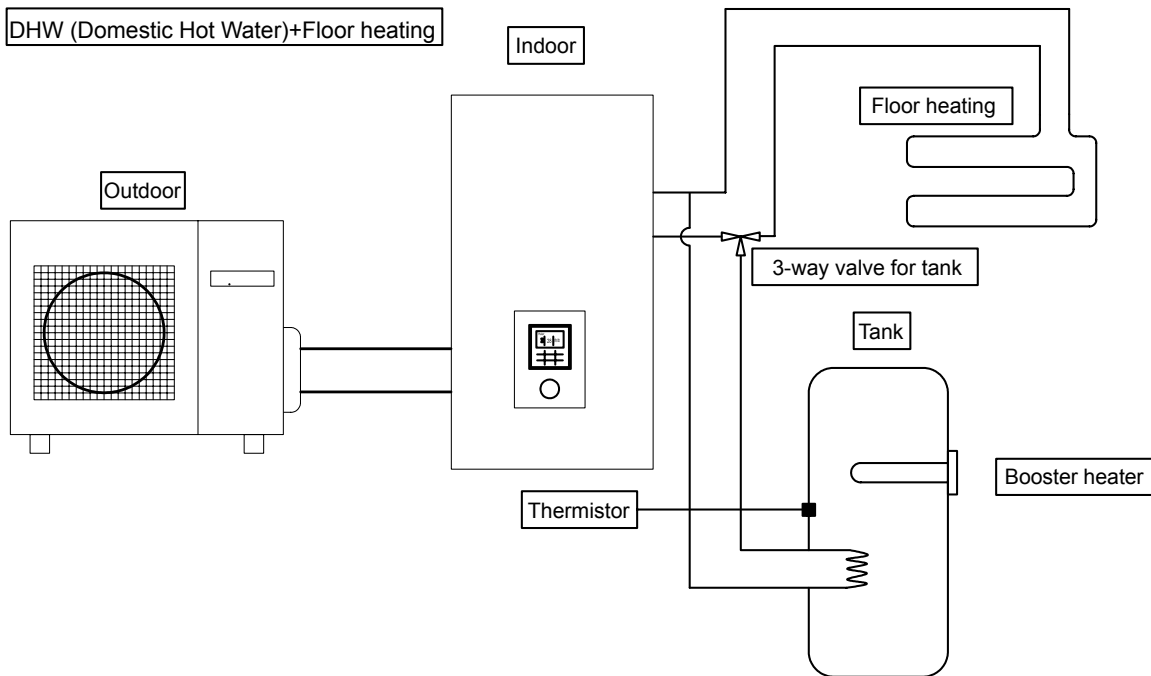 DHW (Domestic Hot Water)+Floor heating
Indoor
Floor heating
Outdoor
3-way valve for tank
Tank
Booster heater
Thermistor